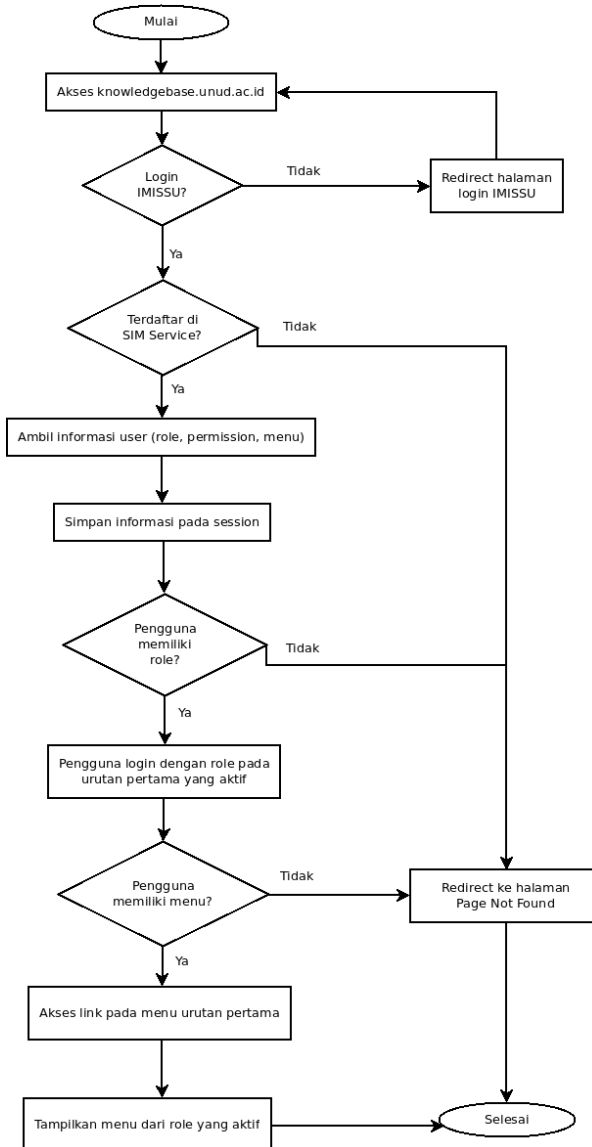 Mulai
Akses knowledgebase.unud.ac.id
Login
IMISSU?
Tidak
Redirect halaman
login IMISSU
Ya
Terdaftar di
SIM Service?
Tidak
Ya
Ambil informasi user (role, permission, menu)
Simpan informasi pada session
Pengguna
memiliki
role?
Tidak
Ya
Pengguna login dengan role pada
urutan pertama yang aktif
Pengguna
memiliki menu?
Tidak
Redirect ke halaman
Page Not Found
Ya
Akses link pada menu urutan pertama
Tampilkan menu dari role yang aktif
Selesai